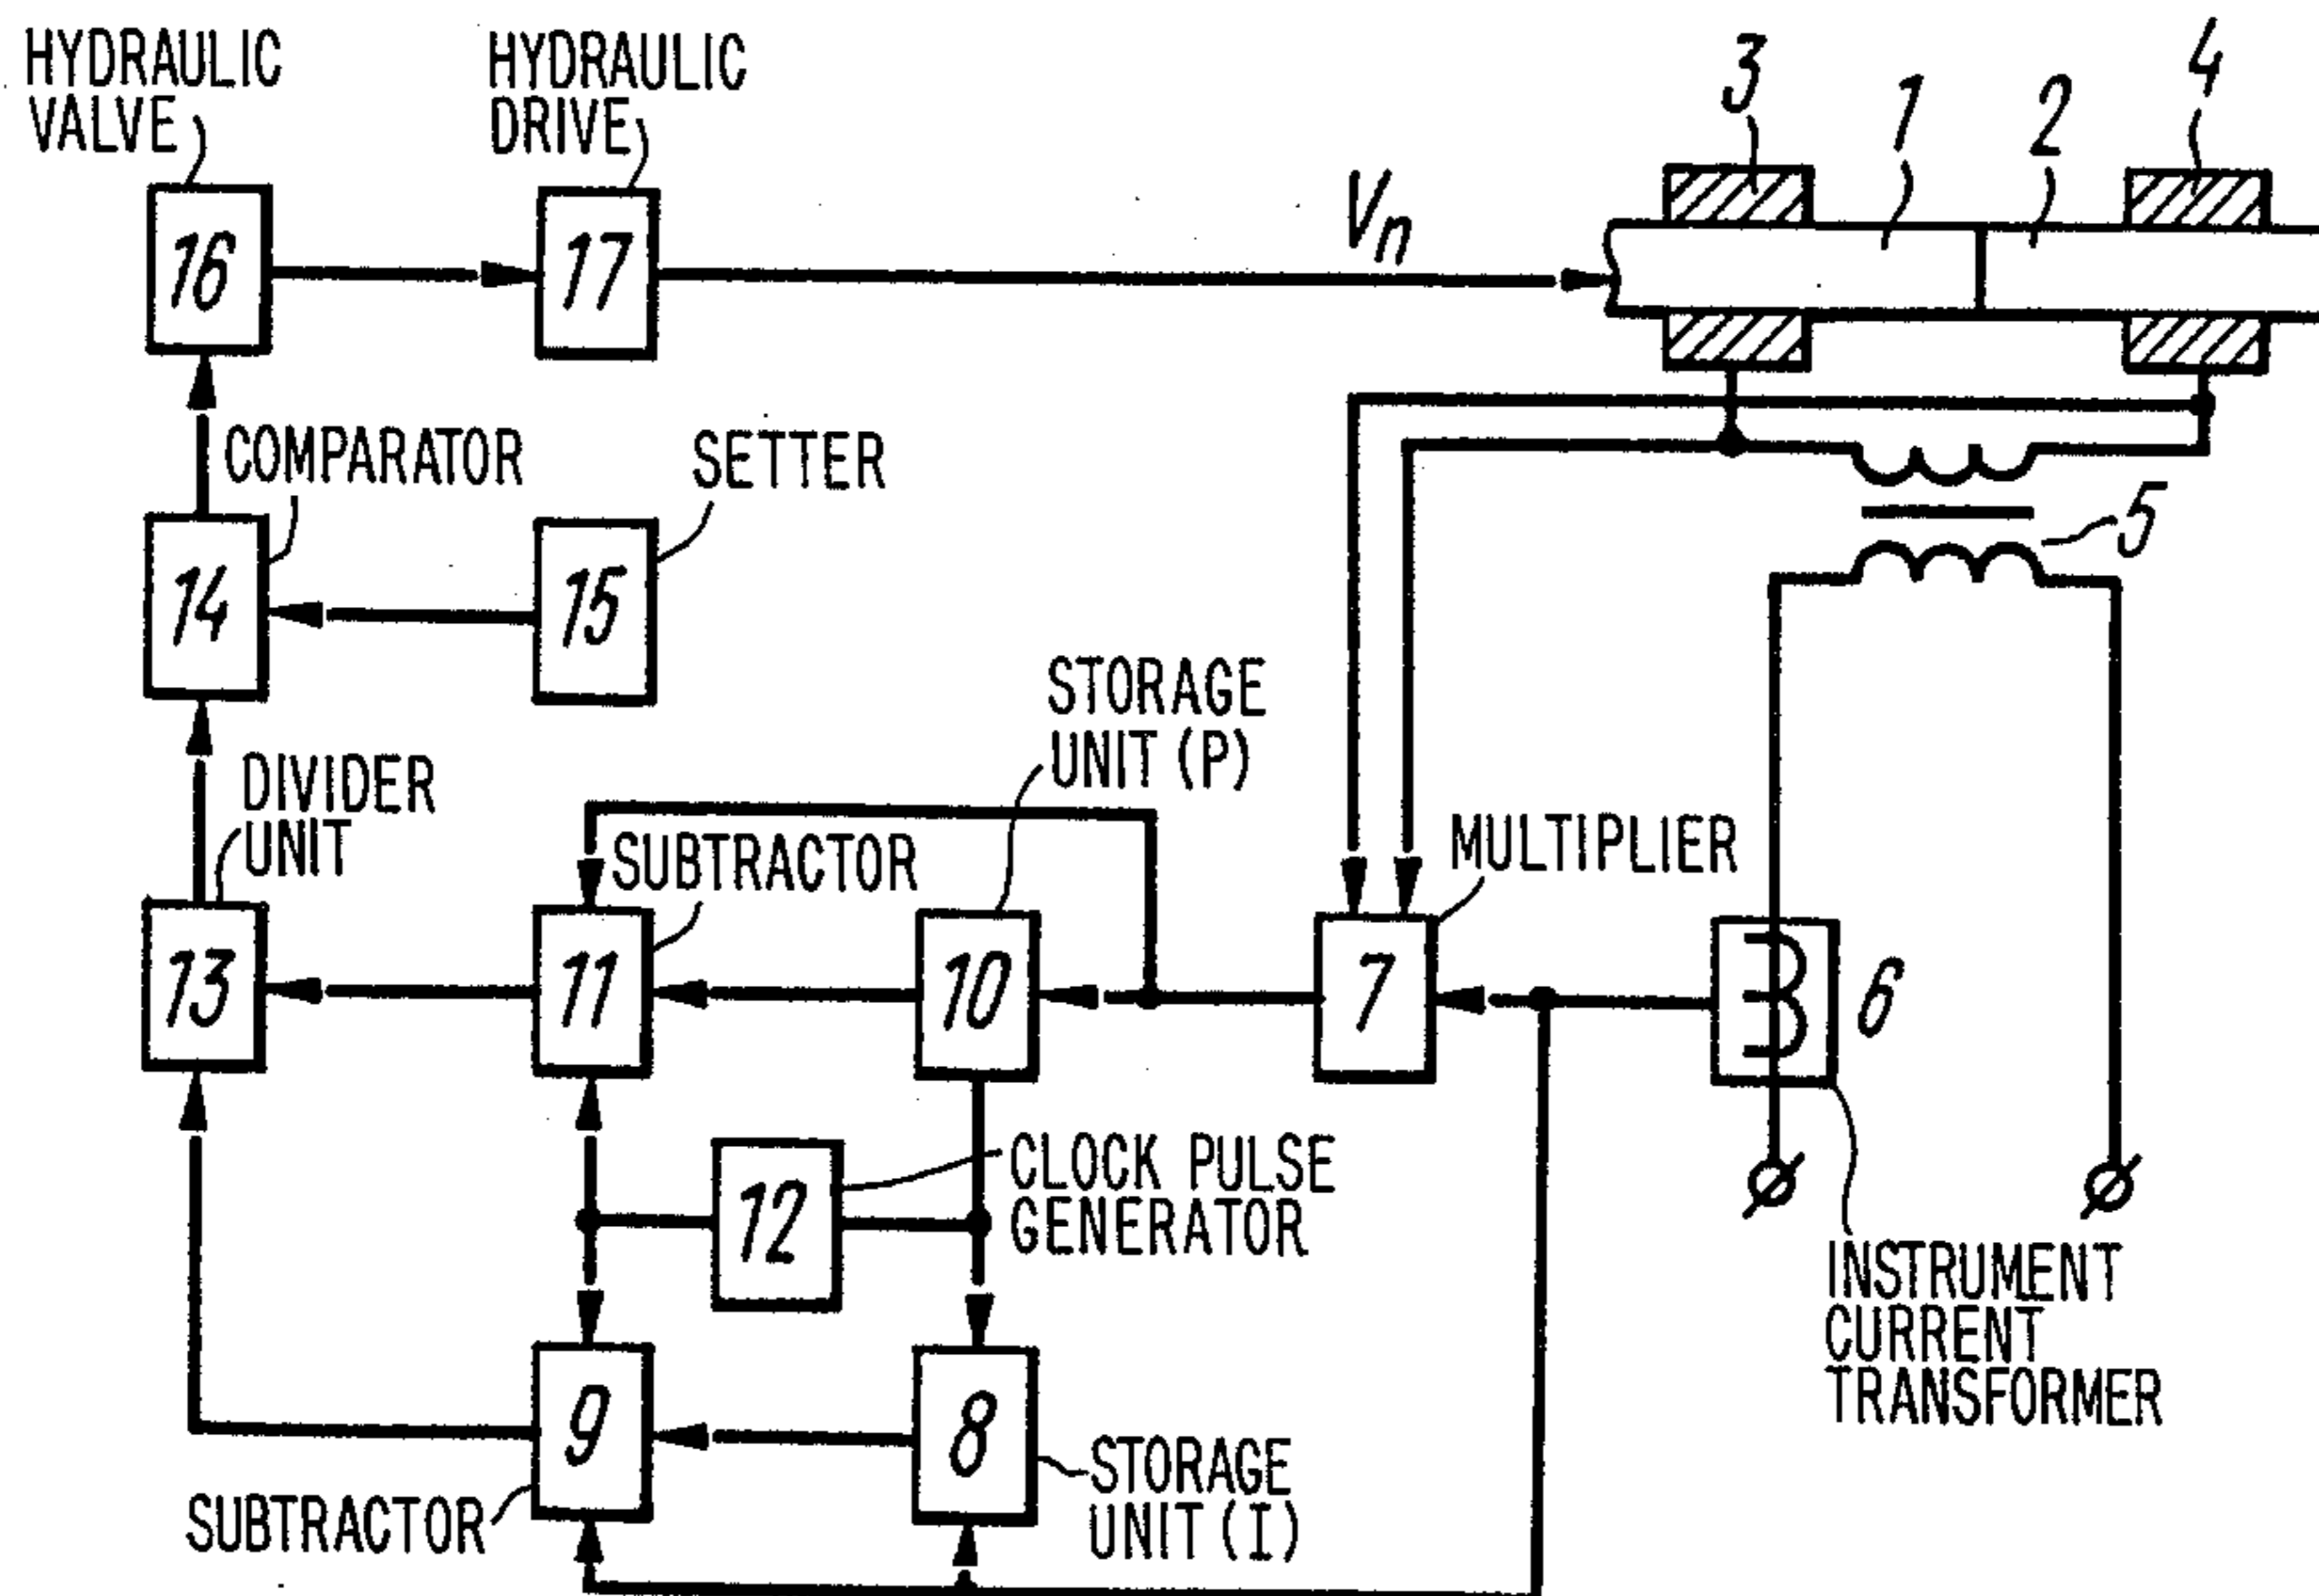 HYDRAULIC
VALVE
HYDRAULIC
DRIVE
3
1
2
4
16
17
Vn
COMPARATOR
SETTER
5
14
15
STORAGE
UNIT (P)
DIVIDER
UNIT
SUBTRACTOR
MULTIPLIER
13
11
10
7
6
12
CLOCK PULSE
GENERATOR
INSTRUMENT
CURRENT
TRANSFORMER
9
8
SUBTRACTOR
STORAGE
UNIT (I)